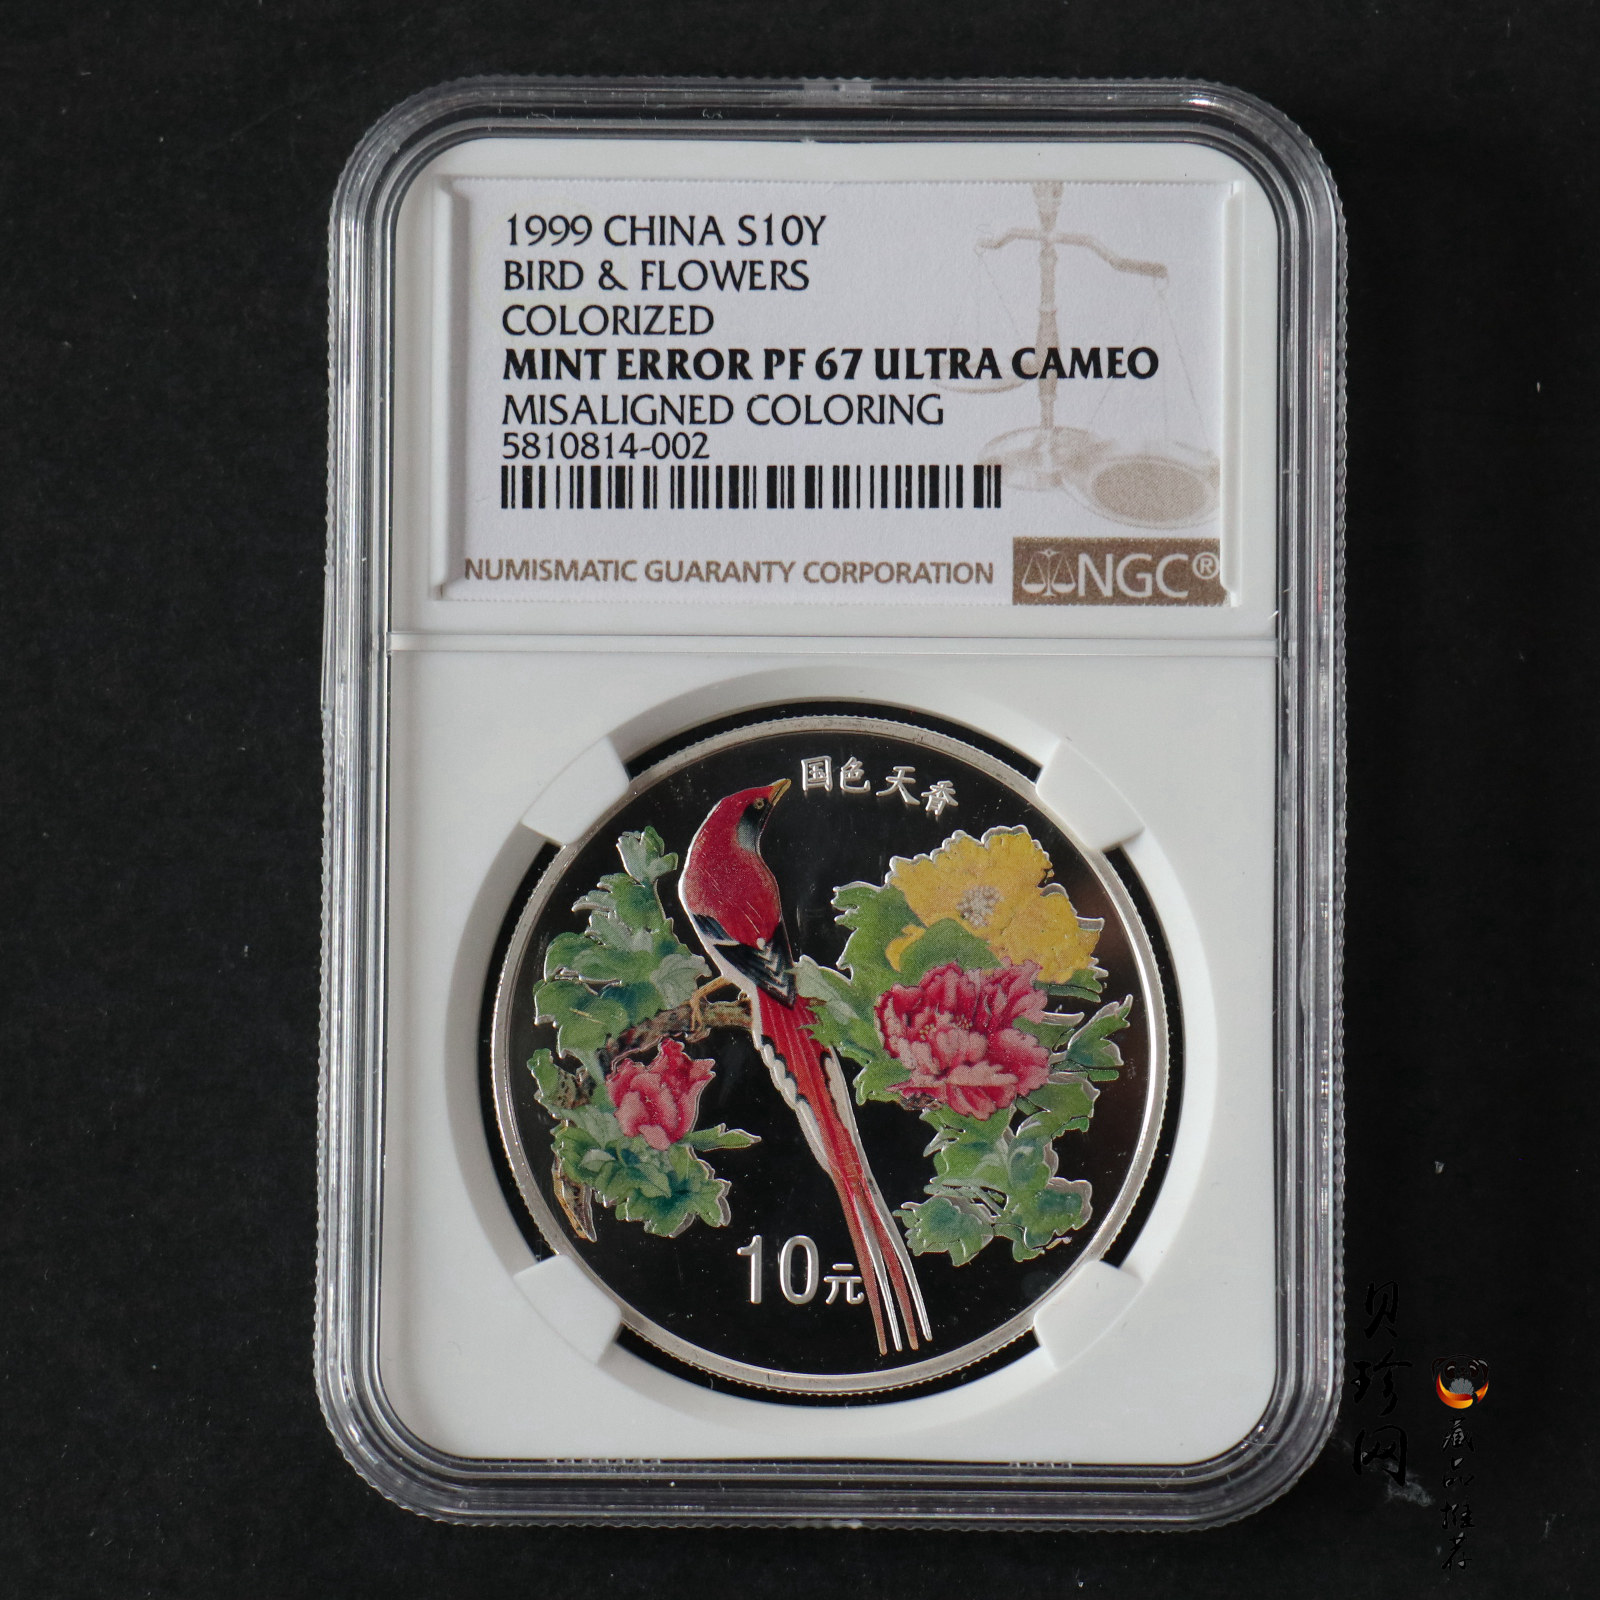 1999 CHINA S10Y
BIRD & FLOWERS
COLORIZED
MINT ERROR PF 67 ULTRA CAMEO
MISALIGNED COLORING
5810814-002
NUMISMATIC GUARANTY CORPORATION
NGC®
国色天香
10元
贝珍网
藏品推荐